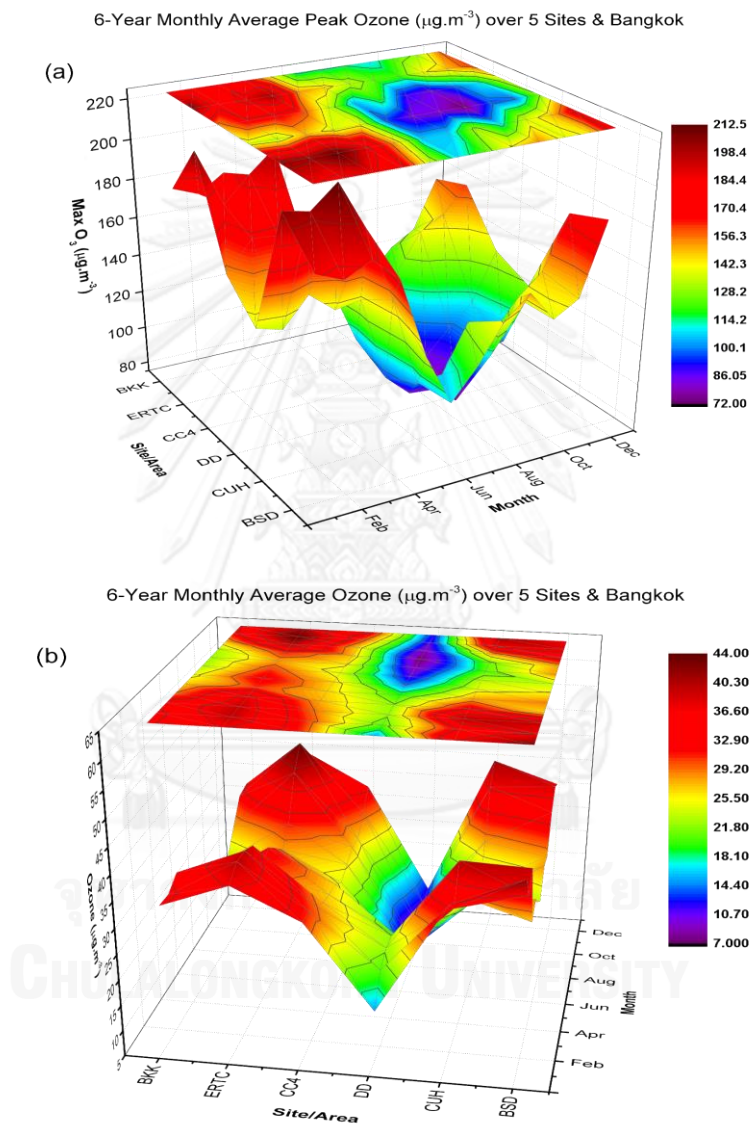 6-Year Monthly Average Peak Ozone (μg.m⁻³) over 5 Sites & Bangkok
(a)
220
200
180
160
140
120
100
80
Max O₃ (μg.m⁻³)
BKK
ERTC
CC4
DD
CUH
BSD
Site/Area
Feb
Apr
Jun
Aug
Oct
Dec
Month
212.5
198.4
184.5
170.4
156.3
142.2
128.3
114.2
100.1
86.05
72.00
6-Year Monthly Average Ozone (μg.m⁻³) over 5 Sites & Bangkok
(b)
65
60
55
50
45
40
35
30
25
20
15
10
5
Ozone (μg.m⁻³)
BKK
ERTC
CC4
DD
CUH
BSD
Site/Area
Dec
Oct
Aug
Jun
Apr
Feb
Month
44.00
40.30
36.60
32.90
29.20
25.50
21.80
18.10
14.40
10.70
7.000
CHULALONGKORN UNIVERSITY